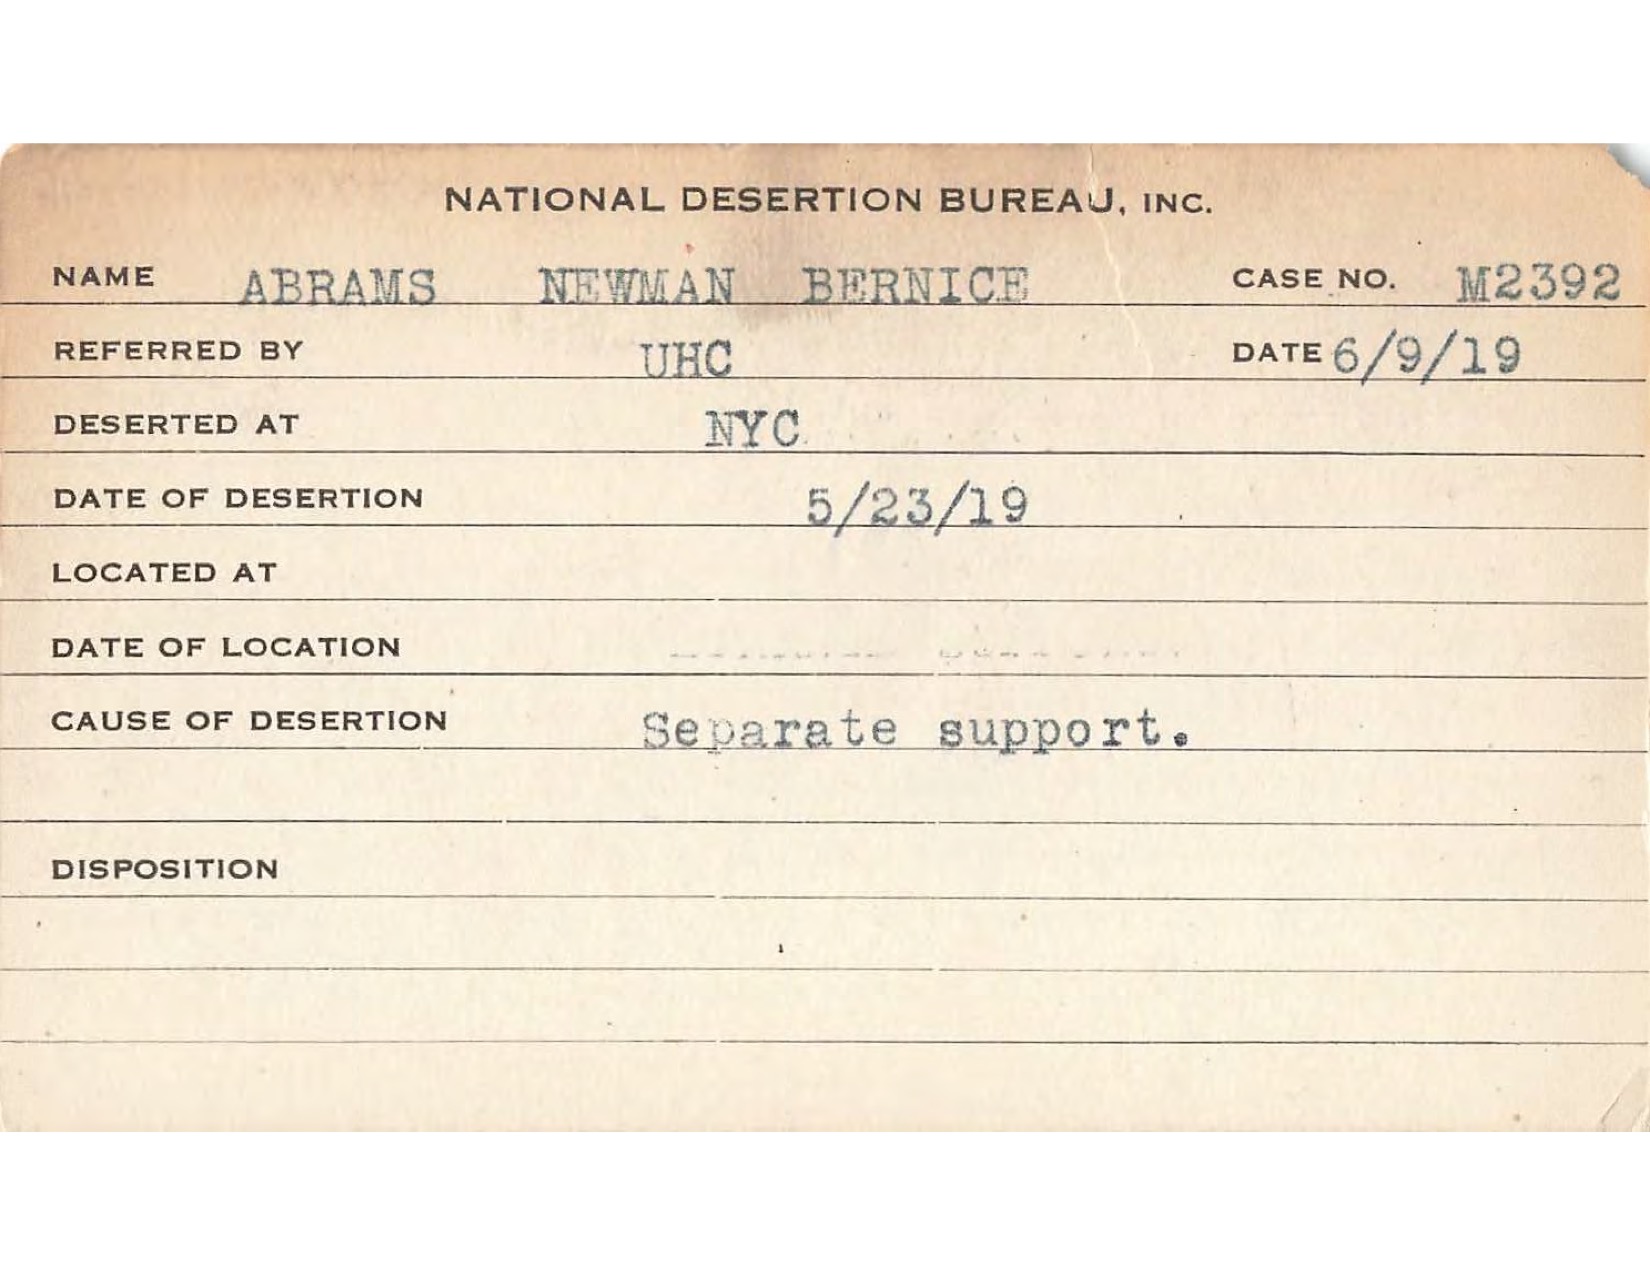 NATIONAL DESERTION BUREAU, INC.
NAME ABRAMS NEWMAN BERNICE CASE NO. M2392
REFERRED BY UHC DATE 6/9/19
DESERTED AT NYC
DATE OF DESERTION 5/23/19
LOCATED AT
DATE OF LOCATION
CAUSE OF DESERTION Separate support.
DISPOSITION